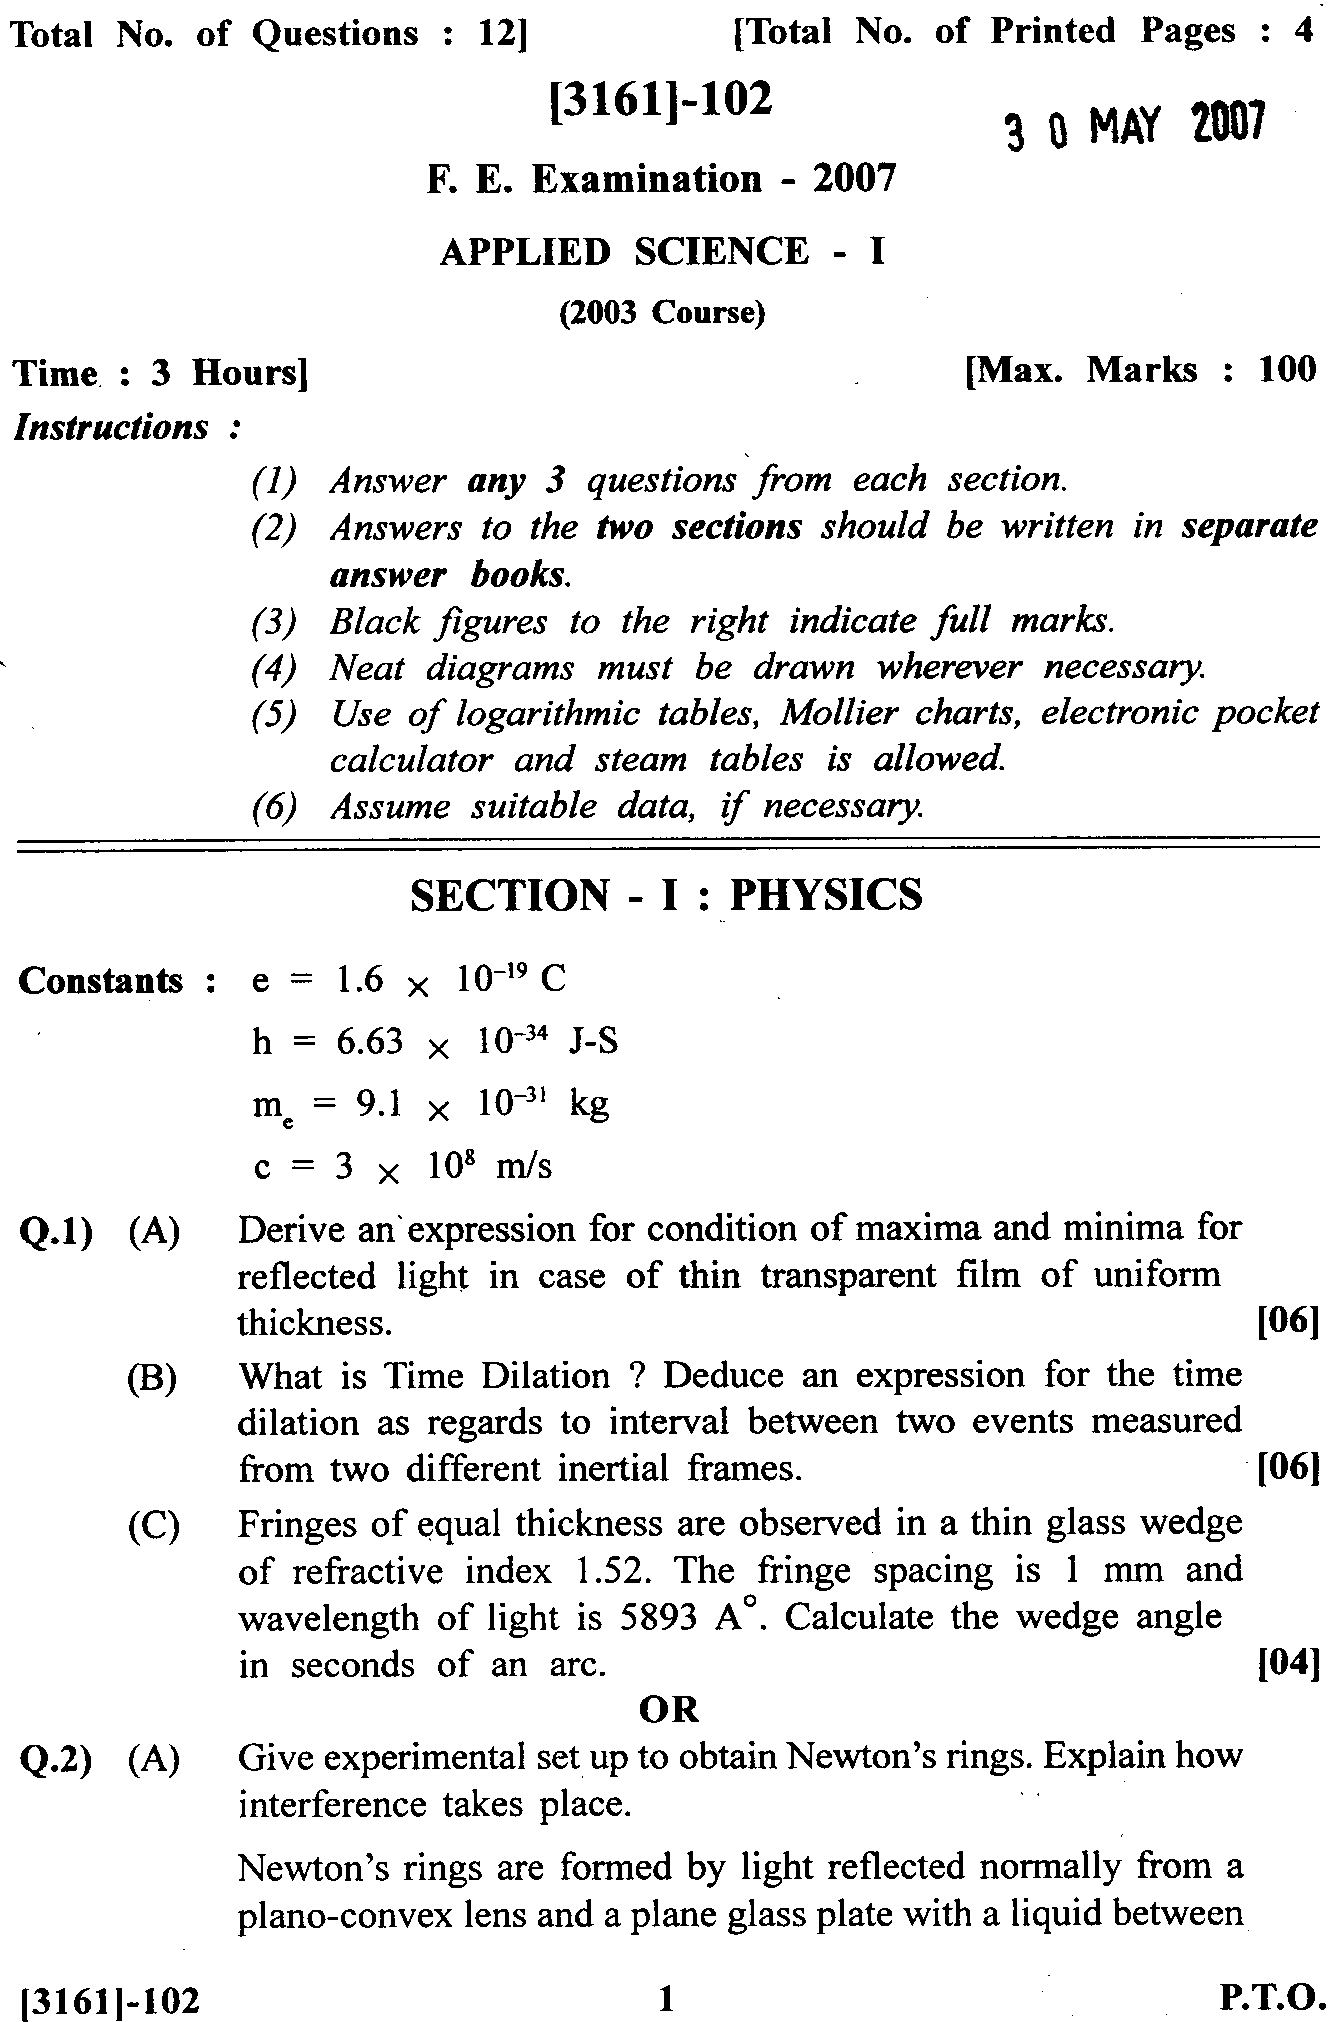 Total No. of Questions : 12] [Total No. of Printed Pages : 4
[3161]-102
3 0 MAY 2007
F. E. Examination - 2007
APPLIED SCIENCE - I
(2003 Course)
Time : 3 Hours] [Max. Marks : 100
Instructions :
(1) Answer any 3 questions from each section.
(2) Answers to the two sections should be written in separate
answer books.
(3) Black figures to the right indicate full marks.
(4) Neat diagrams must be drawn wherever necessary.
(5) Use of logarithmic tables, Mollier charts, electronic pocket
calculator and steam tables is allowed.
(6) Assume suitable data, if necessary.
SECTION - I : PHYSICS
Constants : e = 1.6 × 10⁻¹⁹ C
h = 6.63 × 10⁻³⁴ J-S
mₑ = 9.1 × 10⁻³¹ kg
c = 3 × 10⁸ m/s
Q.1) (A) Derive an expression for condition of maxima and minima for
reflected light in case of thin transparent film of uniform
thickness. [06]
(B) What is Time Dilation ? Deduce an expression for the time
dilation as regards to interval between two events measured
from two different inertial frames. [06]
(C) Fringes of equal thickness are observed in a thin glass wedge
of refractive index 1.52. The fringe spacing is 1 mm and
wavelength of light is 5893 A°. Calculate the wedge angle
in seconds of an arc. [04]
OR
Q.2) (A) Give experimental set up to obtain Newton's rings. Explain how
interference takes place.
Newton's rings are formed by light reflected normally from a
plano-convex lens and a plane glass plate with a liquid between
[3161]-102 1 P.T.O.